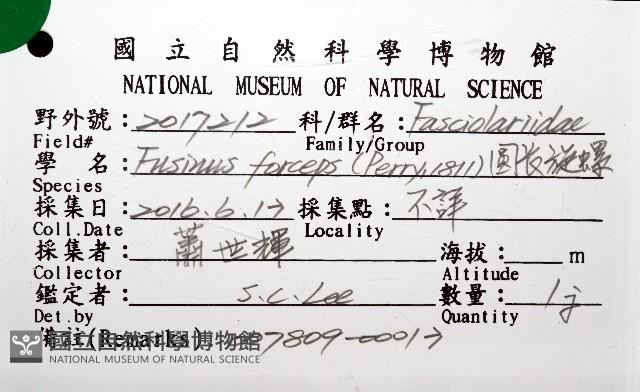 國立自然科學博物館
NATIONAL MUSEUM OF NATURAL SCIENCE
野外號：20172212 科/群名：Fasciolariidae
Field# Family/Group
學 名：Fusinus forceps (Perry, 1811) 圓長旋螺
Species
採集日：2016.6.17 採集點：不詳
Coll.Date Locality
採集者：蕭世輝 海拔：m
Collector Altitude
鑑定者：S.C. Lee 數量：1
Det.by Quantity
備註(Remarks)
7809-00017
國立自然科學博物館
NATIONAL MUSEUM OF NATURAL SCIENCE